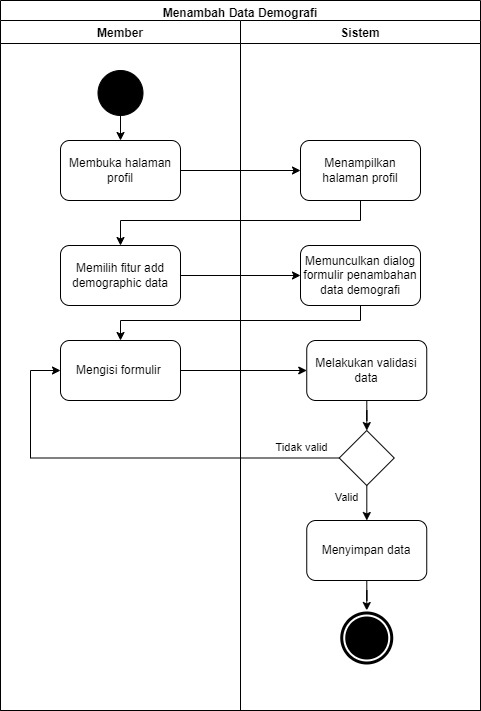 Menambah Data Demografi
Member
Sistem
Membuka halaman
profil
Menampilkan
halaman profil
Memilih fitur add
demographic data
Memunculkan dialog
formulir penambahan
data demografi
Mengisi formulir
Melakukan validasi
data
Tidak valid
Valid
Menyimpan data